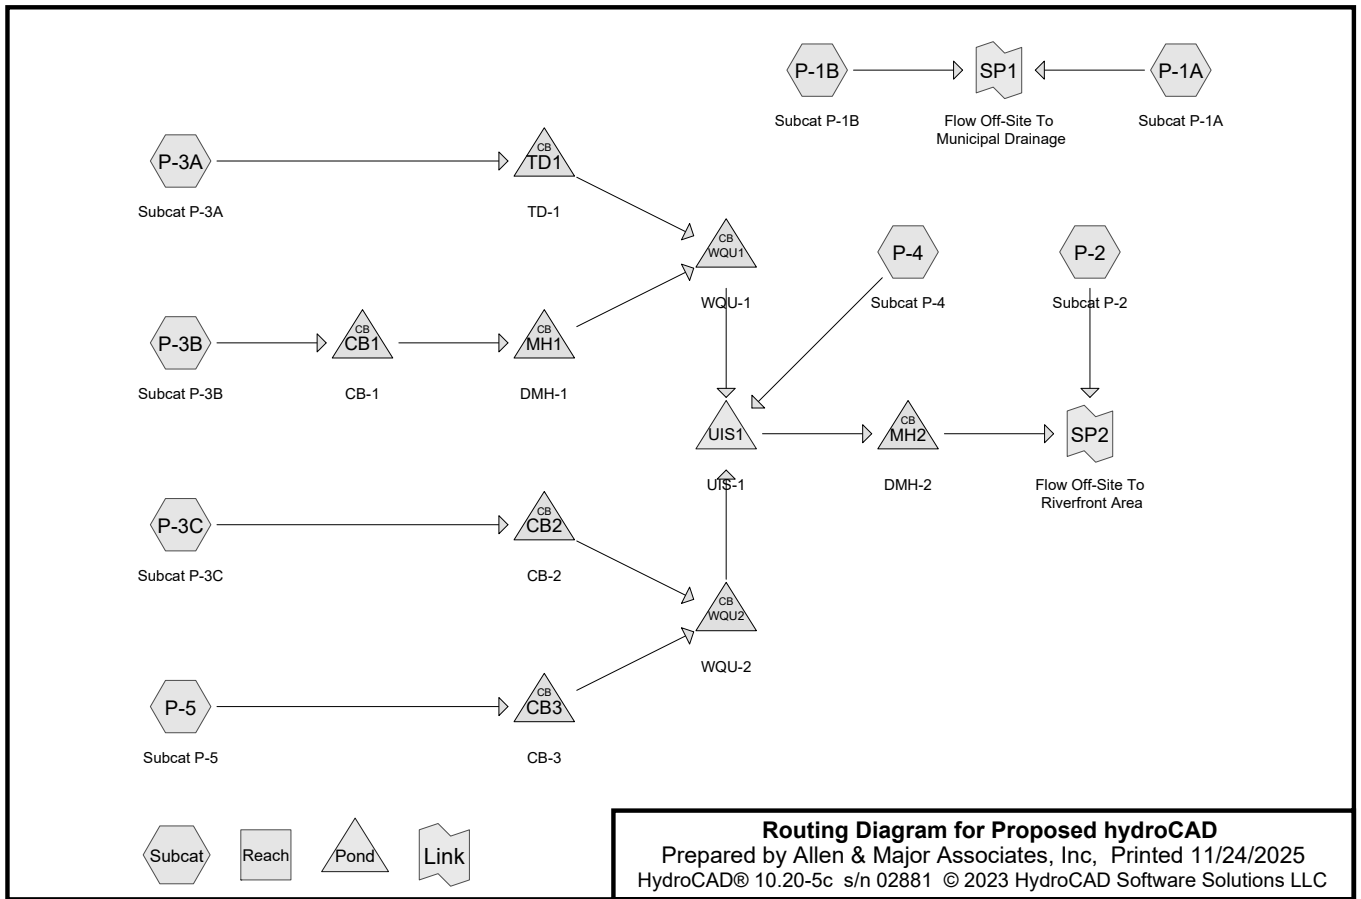 P-1B
SP1
P-1A
Subcat P-1B
Flow Off-Site To
Municipal Drainage
Subcat P-1A
P-3A
CB
TD1
Subcat P-3A
TD-1
CB
WQU1
P-4
P-2
WQU-1
Subcat P-4
Subcat P-2
P-3B
CB
CB1
CB
MH1
Subcat P-3B
CB-1
DMH-1
UIS1
CB
MH2
SP2
UIS-1
DMH-2
Flow Off-Site To
Riverfront Area
P-3C
CB
CB2
Subcat P-3C
CB-2
CB
WQU2
WQU-2
P-5
CB
CB3
Subcat P-5
CB-3
Subcat
Reach
Pond
Link
Routing Diagram for Proposed hydroCAD
Prepared by Allen & Major Associates, Inc, Printed 11/24/2025
HydroCAD® 10.20-5c s/n 02881 © 2023 HydroCAD Software Solutions LLC